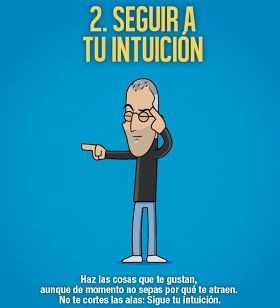 2. SEGUIR A
TU INTUICIÓN
Haz las cosas que te gustan,
aunque de momento no sepas por qué te atraen.
No te cortes las alas: Sigue tu intuición.